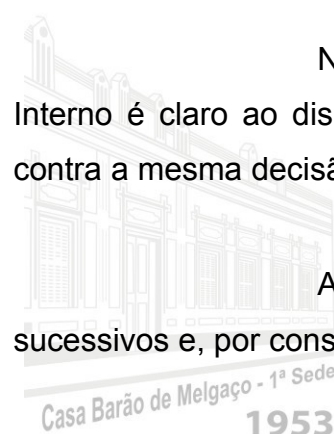 N
Interno é claro ao dis
contra a mesma decisã
A
sucessivos e, por cons
Casa Barão de Melgaço - 1ª Sede
1953